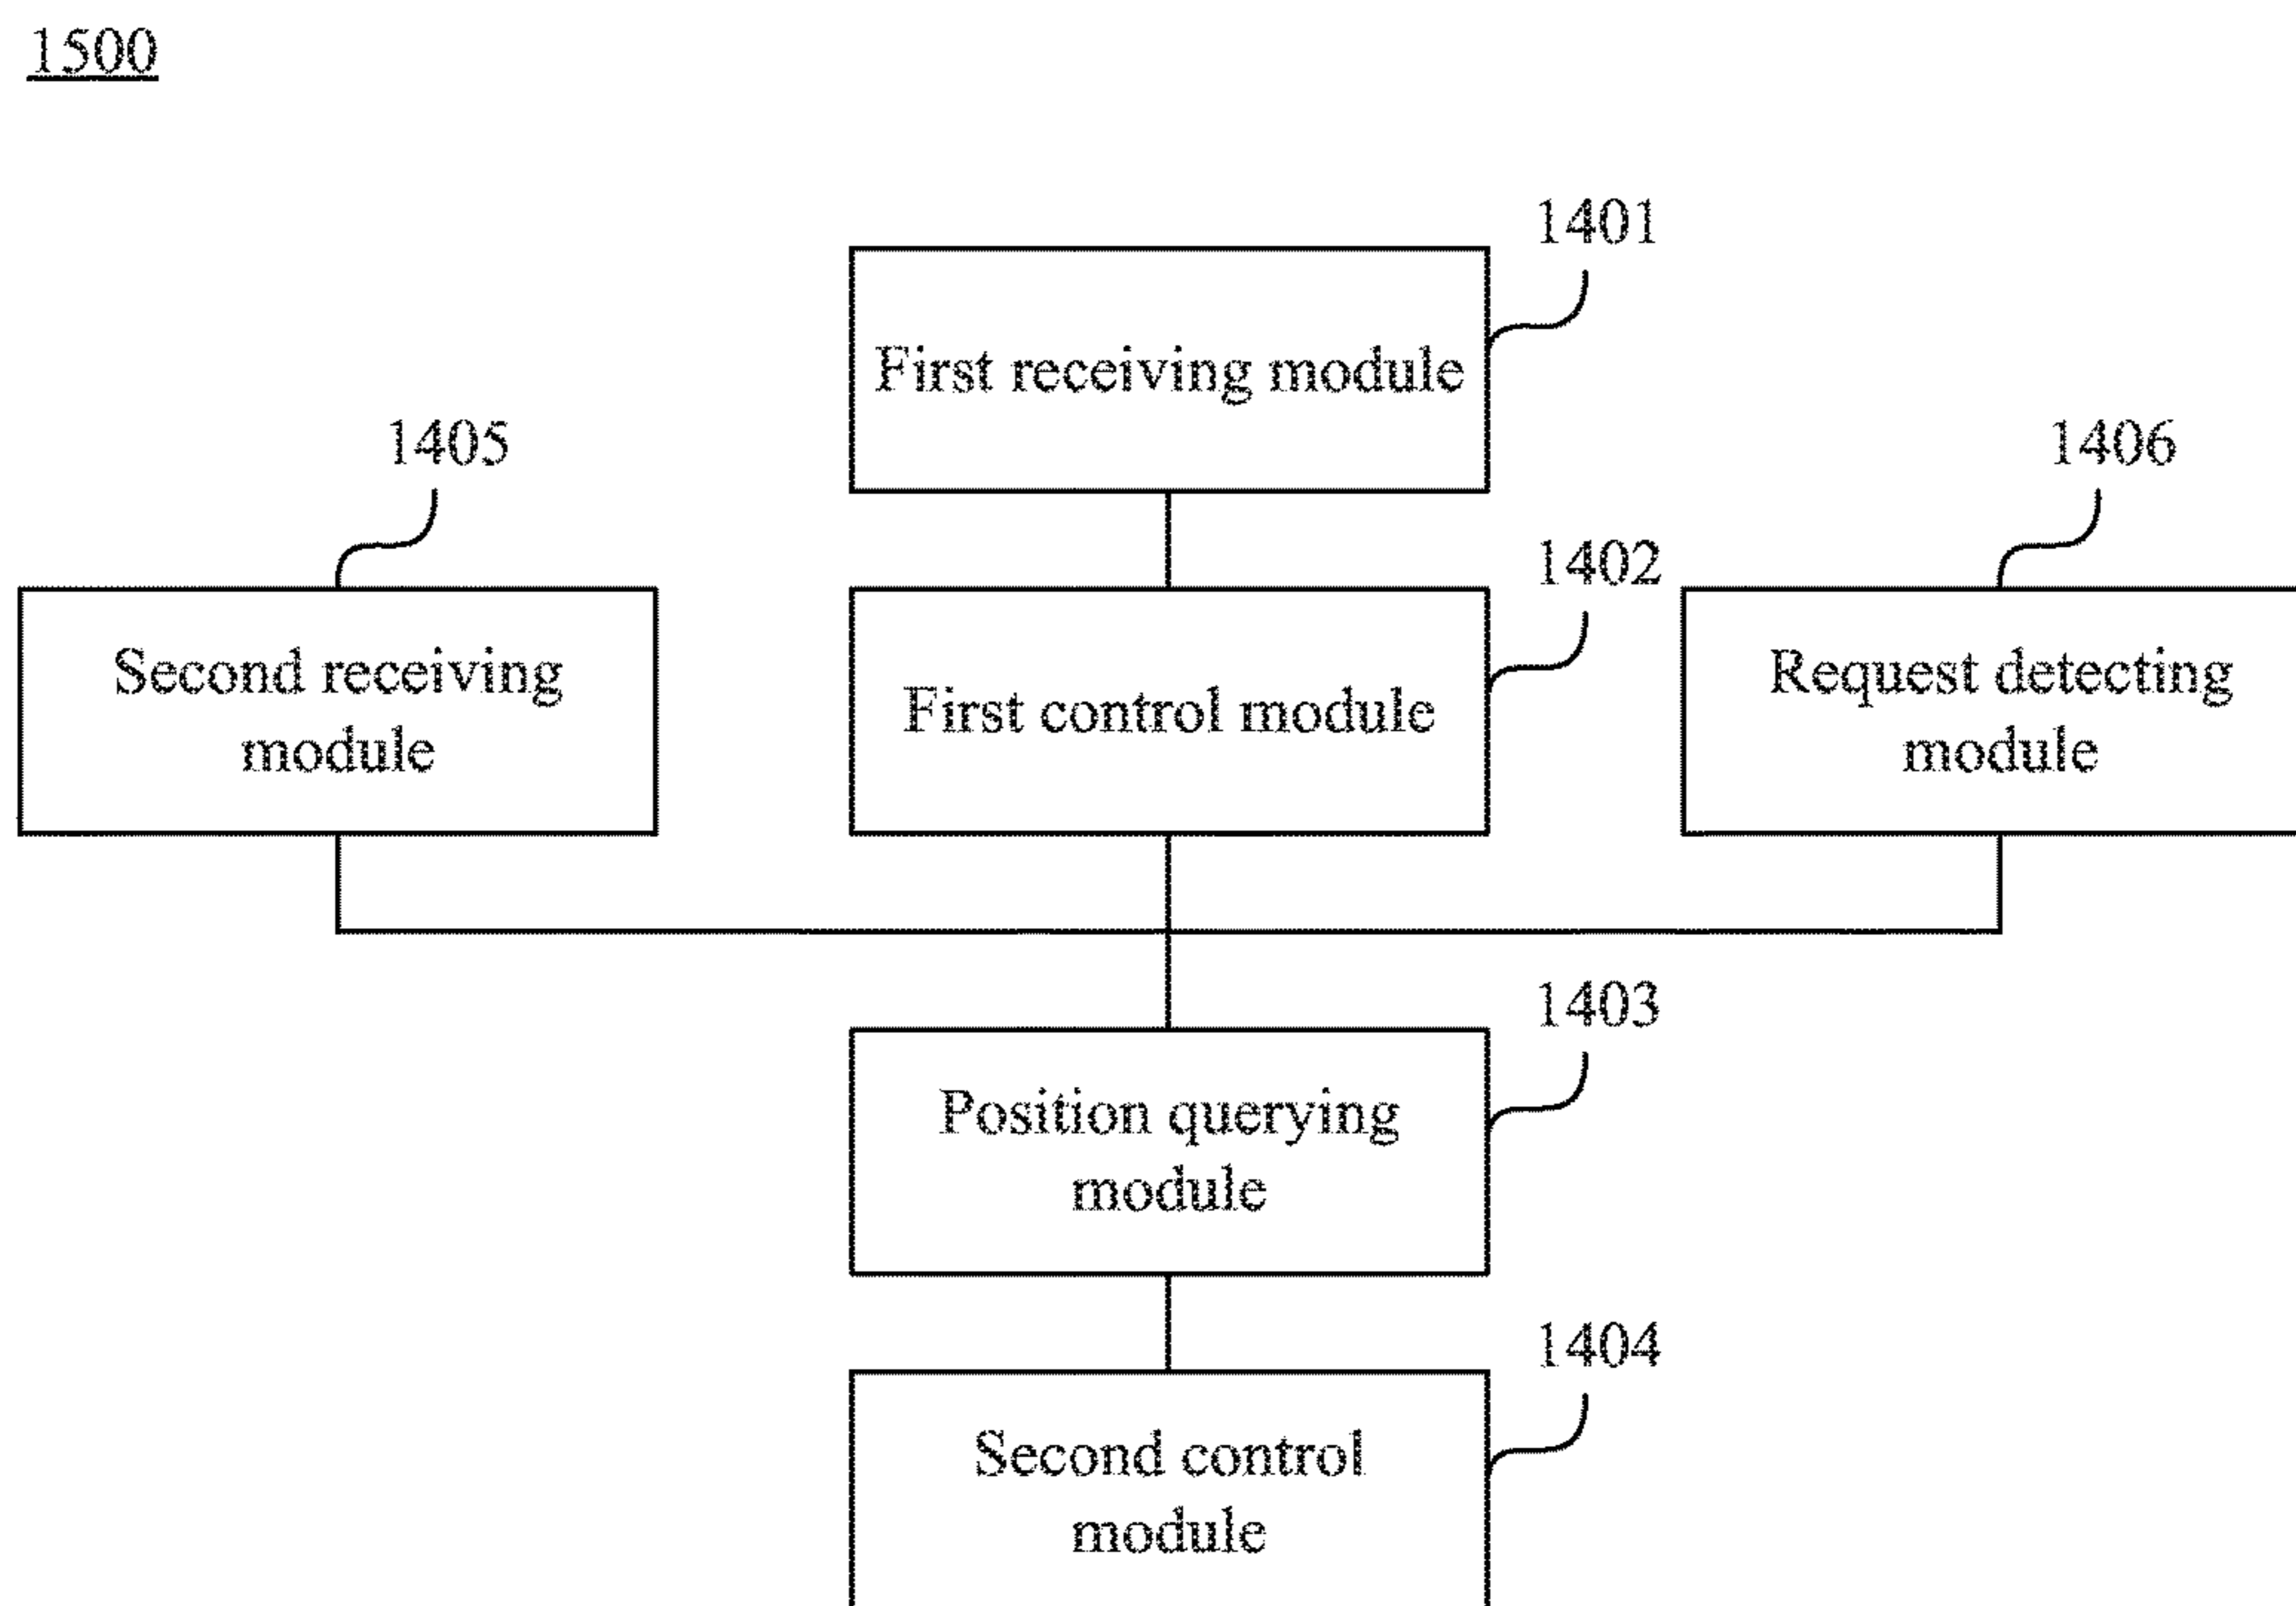 1500
1401
First receiving module
1405
1406
1402
Second receiving
module
First control module
Request detecting
module
1403
Position querying
module
1404
Second control
module